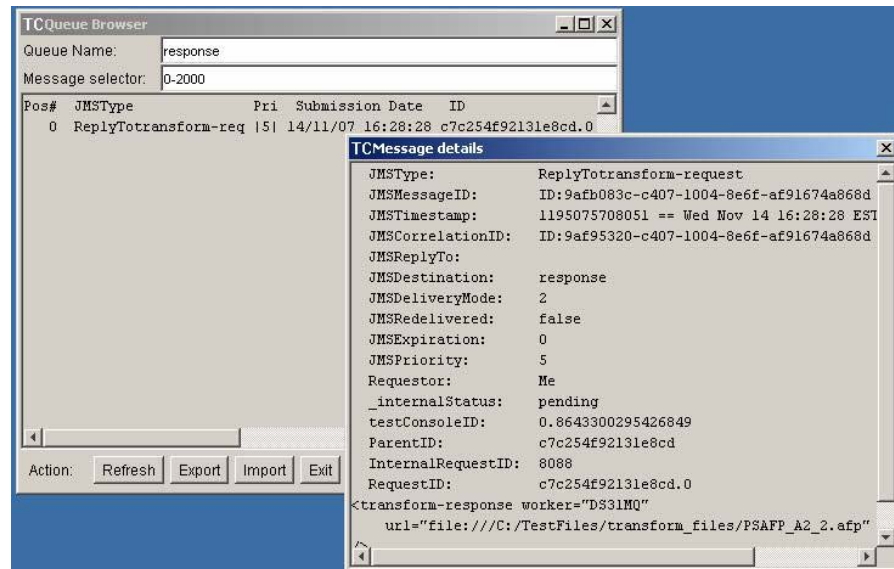 TCQueue Browser
Queue Name: response
Message selector: 0-2000
Pos# JMSType Pri Submission Date ID
0 ReplyTotransform-req |5| 14/11/07 16:28:28 c7c254f92131e8cd.0
Action: Refresh Export Import Exit
TCMessage details
JMSType: ReplyTotransform-request
JMSMessageID: ID:9afb083c-c407-1004-8e6f-af91674a868d
JMSTimestamp: 1195075708051 == Wed Nov 14 16:28:28 EST
JMSCorrelationID: ID:9af95320-c407-1004-8e6f-af91674a868d
JMSReplyTo:
JMSDestination: response
JMSDeliveryMode: 2
JMSRedelivered: false
JMSExpiration: 0
JMSPriority: 5
Requestor: Me
_internalStatus: pending
testConsoleID: 0.8643300295426849
ParentID: c7c254f92131e8cd
InternalRequestID: 8088
RequestID: c7c254f92131e8cd.0
<transform-response worker="DS31MQ"
url="file:///C:/TestFiles/transform_files/PSAFP_A2_2.afp"
/>